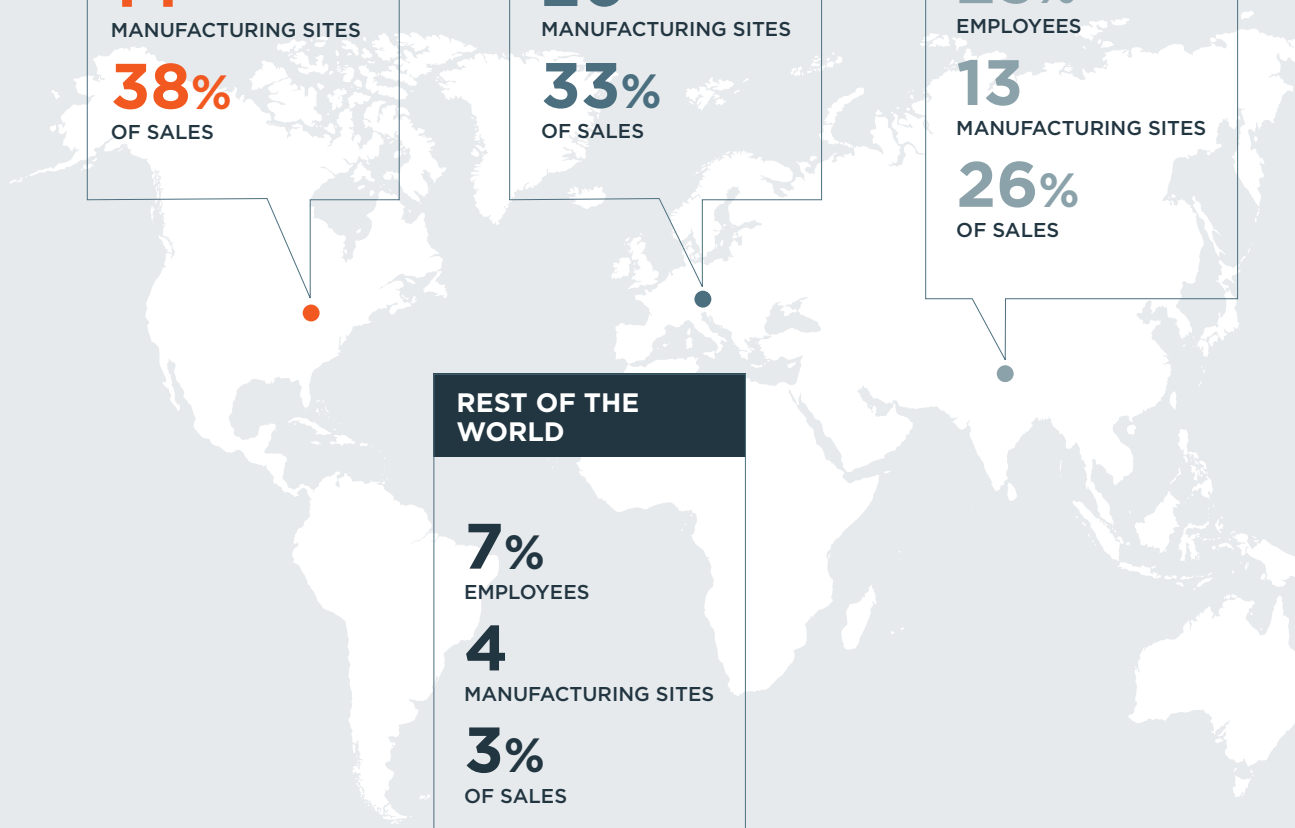 MANUFACTURING SITES
38%
OF SALES
MANUFACTURING SITES
33%
OF SALES
EMPLOYEES
13
MANUFACTURING SITES
26%
OF SALES
REST OF THE
WORLD
7%
EMPLOYEES
4
MANUFACTURING SITES
3%
OF SALES